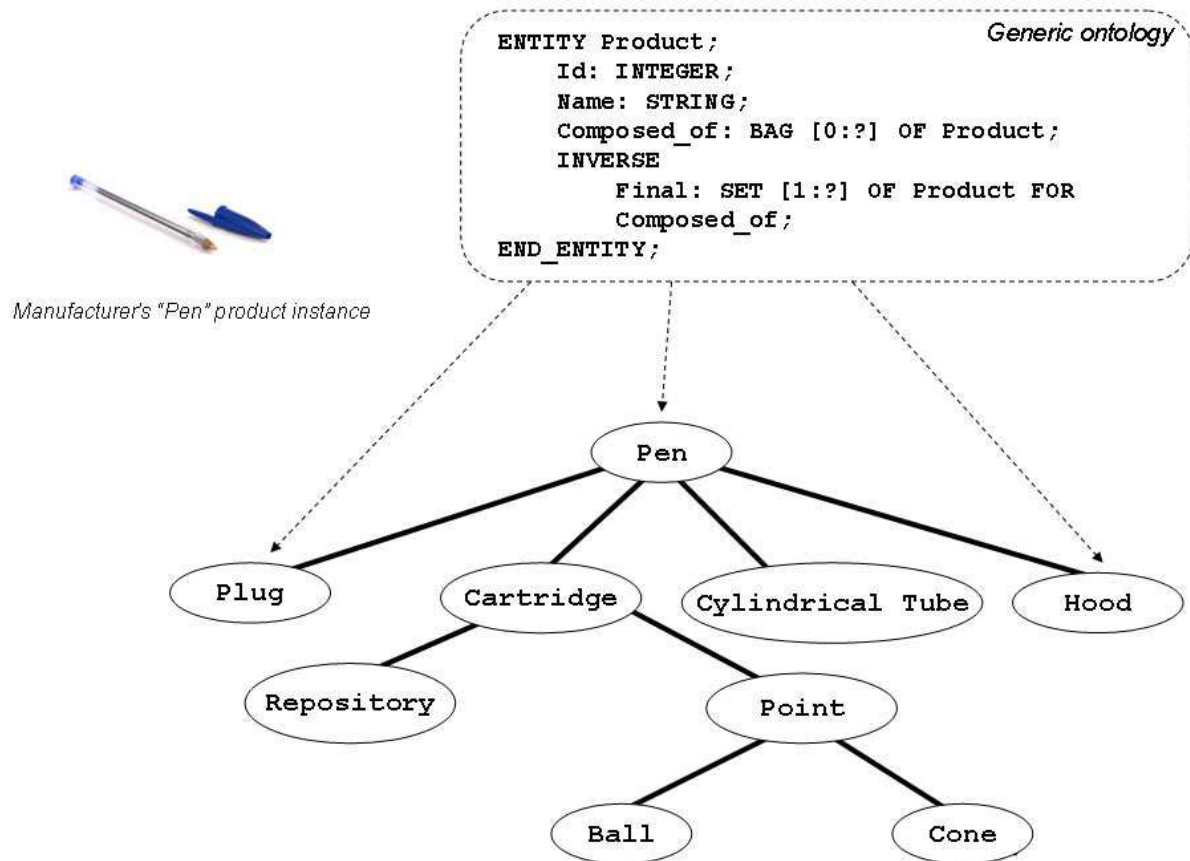 Generic ontology
ENTITY Product;
Id: INTEGER;
Name: STRING;
Composed_of: BAG [0:?] OF Product;
INVERSE
Final: SET [1:?] OF Product FOR
Composed_of;
END_ENTITY;
Manufacturer's "Pen" product instance
Pen
Plug
Cartridge
Cylindrical Tube
Hood
Repository
Point
Ball
Cone